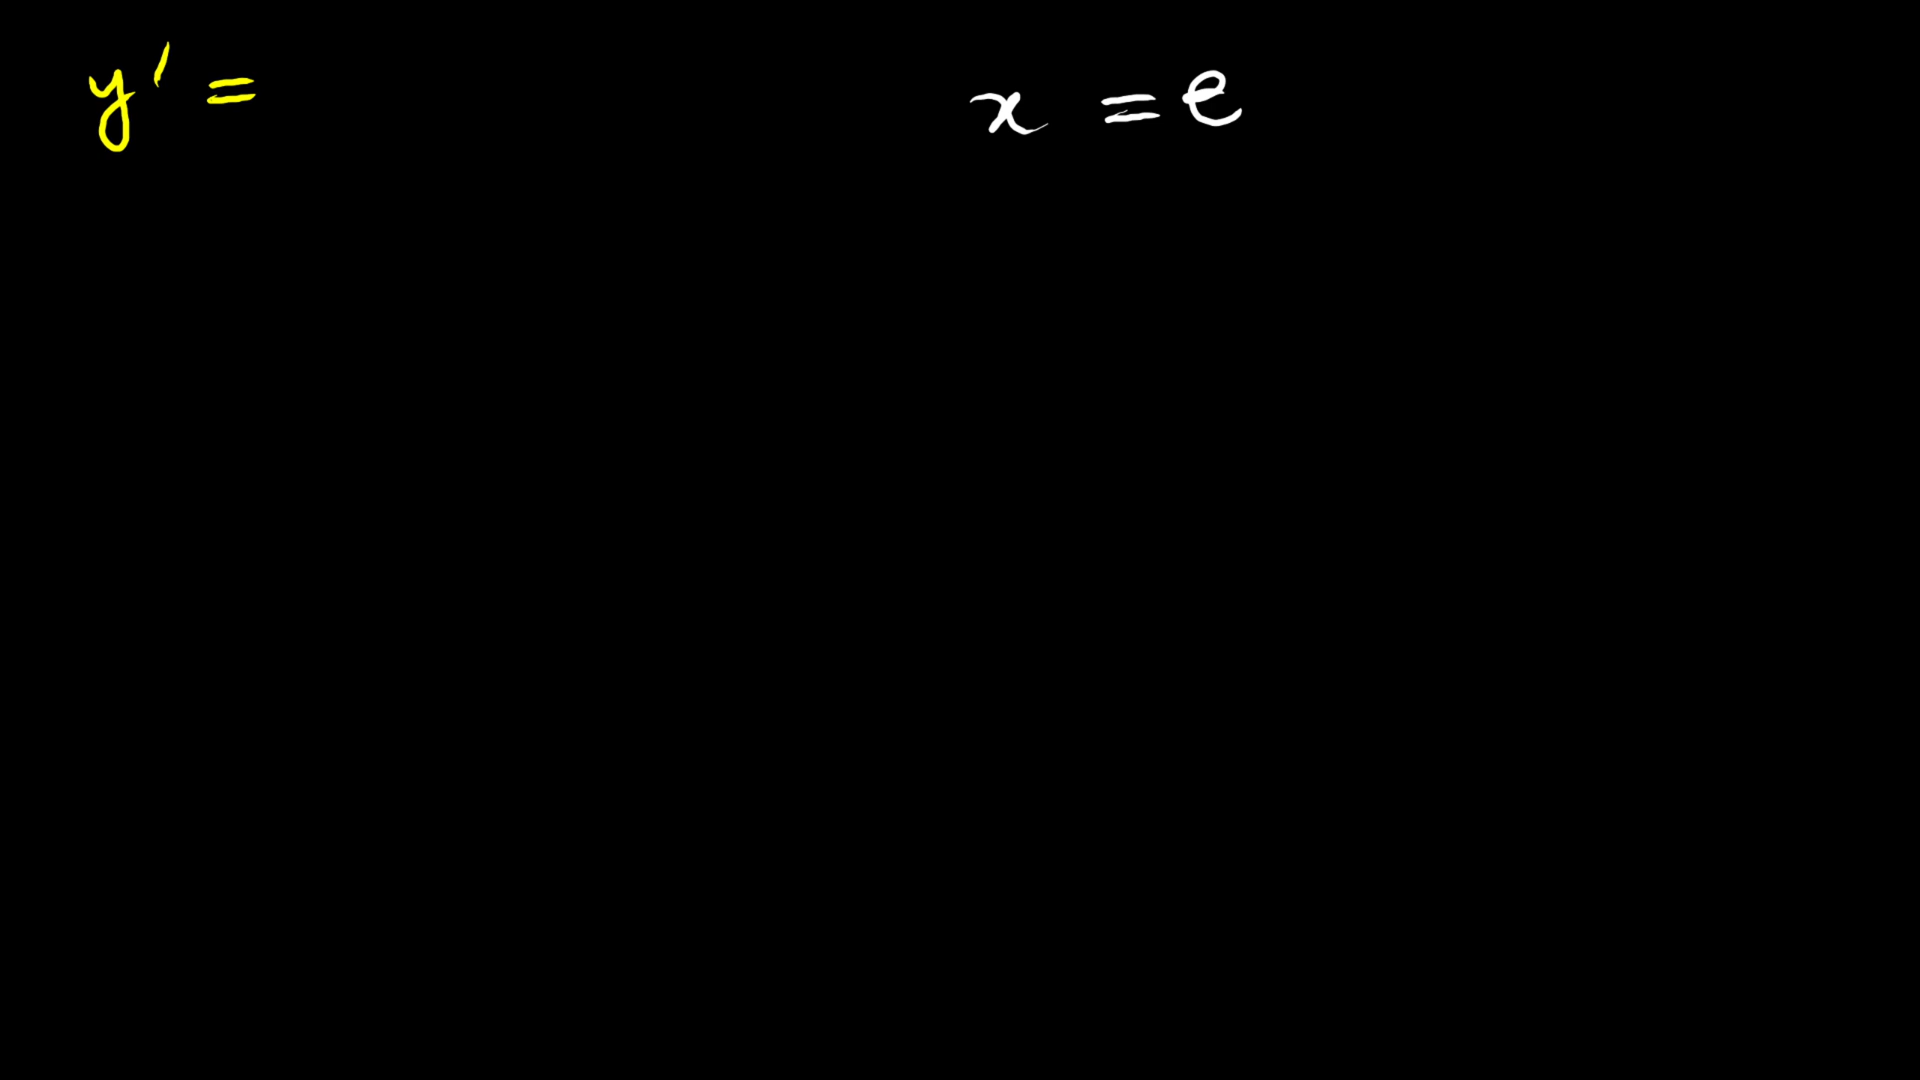 y' = x = e